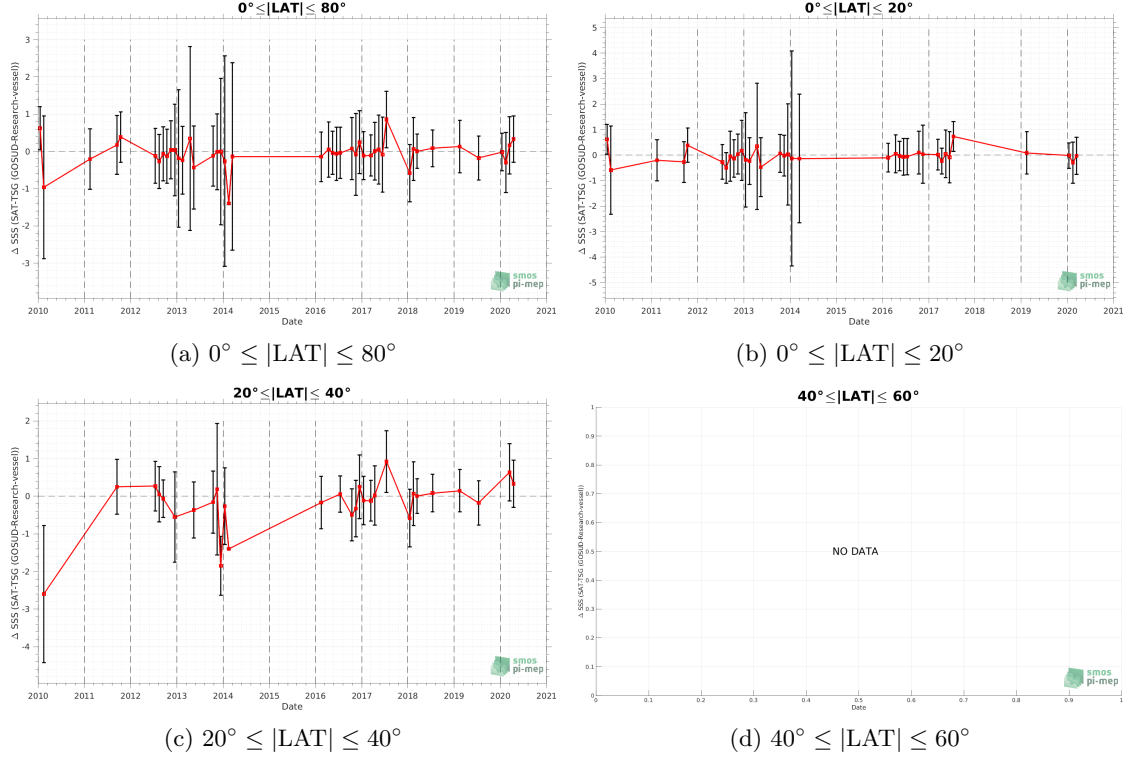 0°≤|LAT|≤ 80°
Δ SSS (SAT-TSG (GOSUD-Research-vessel))
3
2
1
0
-1
-2
-3
2010 2011 2012 2013 2014 2015 2016 2017 2018 2019 2020 2021
Date
smos
pi-mep
(a) 0° ≤ |LAT| ≤ 80°
0°≤|LAT|≤ 20°
Δ SSS (SAT-TSG (GOSUD-Research-vessel))
5
4
3
2
1
0
-1
-2
-3
-4
-5
2010 2011 2012 2013 2014 2015 2016 2017 2018 2019 2020 2021
Date
smos
pi-mep
(b) 0° ≤ |LAT| ≤ 20°
20°≤|LAT|≤ 40°
Δ SSS (SAT-TSG (GOSUD-Research-vessel))
2
1
0
-1
-2
-3
-4
2010 2011 2012 2013 2014 2015 2016 2017 2018 2019 2020 2021
Date
smos
pi-mep
(c) 20° ≤ |LAT| ≤ 40°
40°≤|LAT|≤ 60°
Δ SSS (SAT-TSG (GOSUD-Research-vessel))
1
0.9
0.8
0.7
0.6
0.5
0.4
0.3
0.2
0.1
0
NO DATA
0 0.1 0.2 0.3 0.4 0.5 0.6 0.7 0.8 0.9 1
Date
smos
pi-mep
(d) 40° ≤ |LAT| ≤ 60°